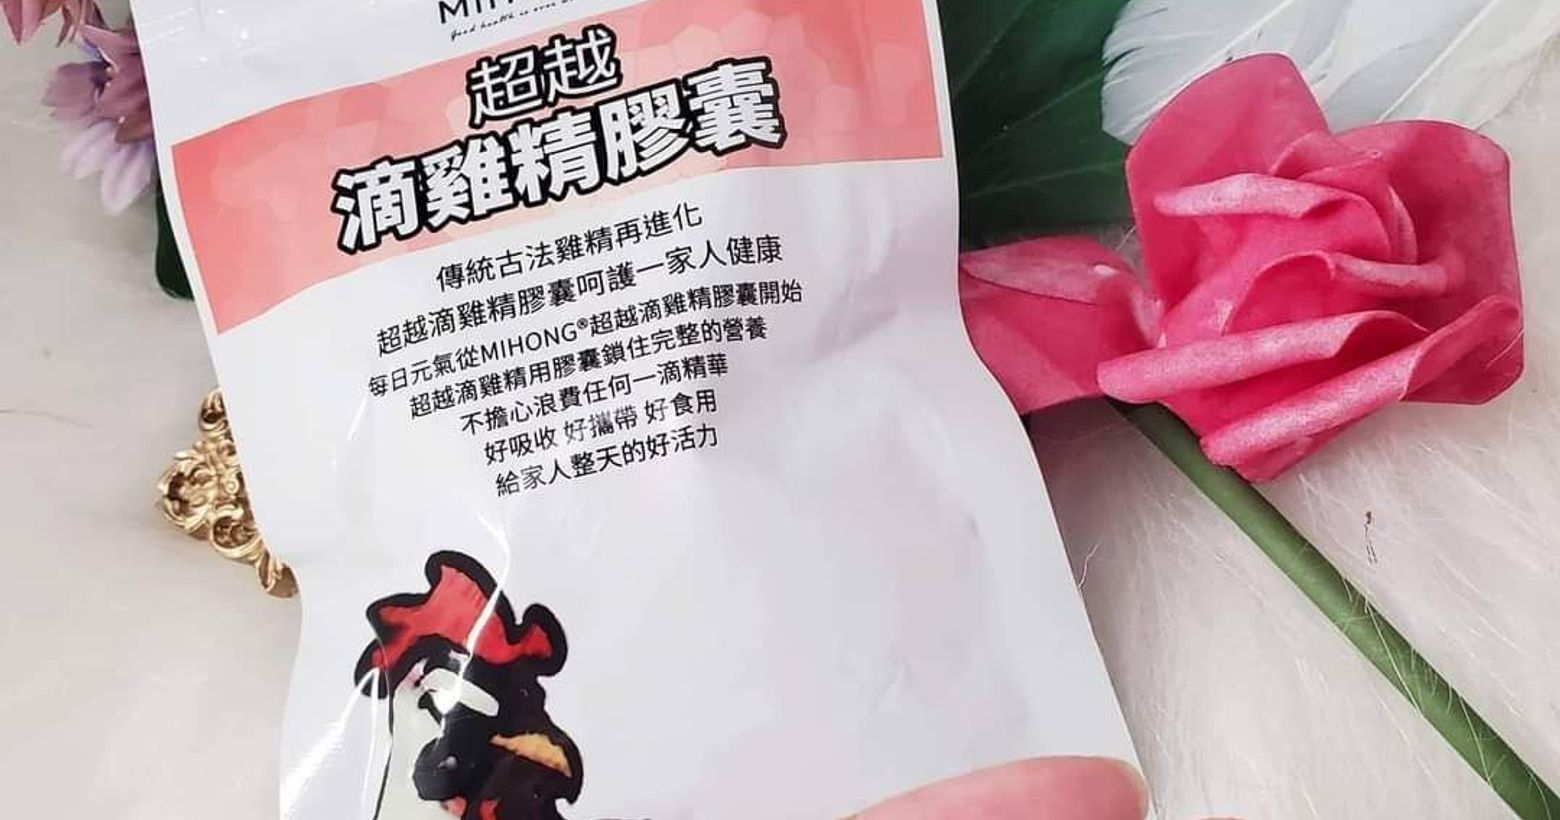 Good health is
超越
滴雞精膠囊
傳統古法雞精再進化
超越滴雞精膠囊呵護一家人健康
每日元氣從MIHONG®超越滴雞精膠囊開始
超越滴雞精用膠囊鎖住完整的營養
不擔心浪費任何一滴精華
好吸收 好攜帶 好食用
給家人整天的好活力